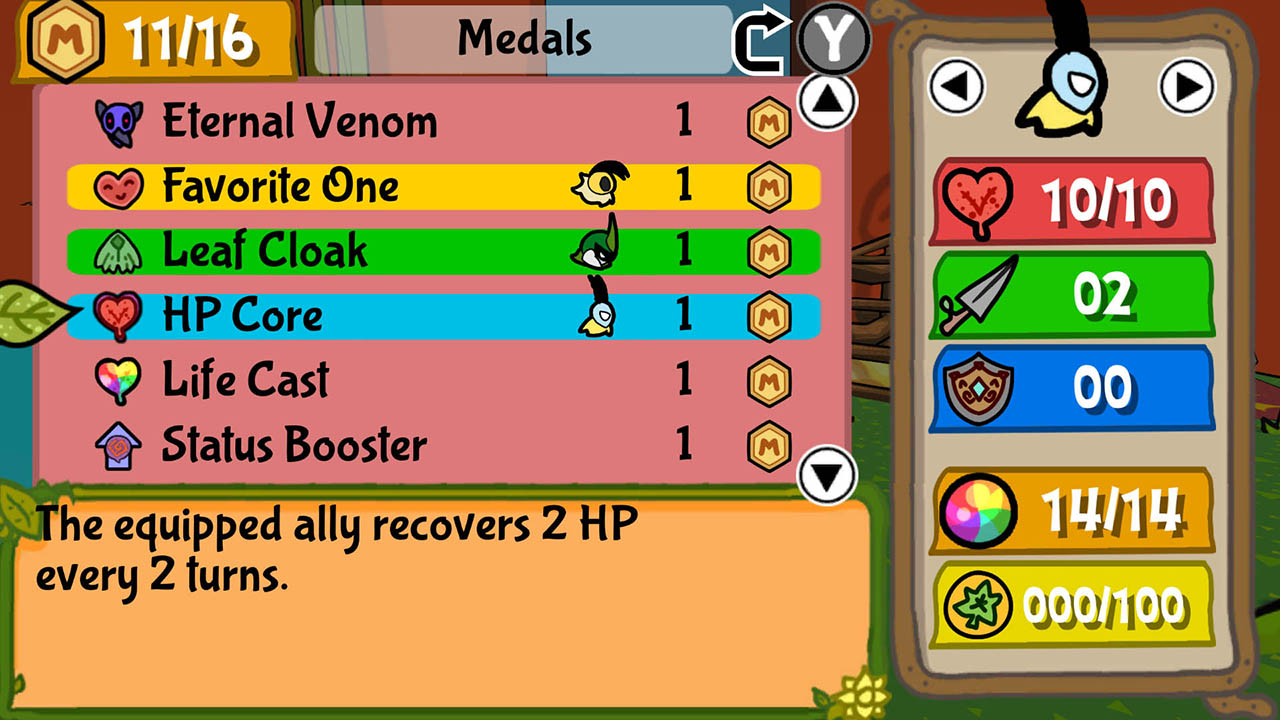 M 11/16 Medals Y
Eternal Venom 1 M
Favorite One 1 M
Leaf Cloak 1 M
HP Core 1 M
Life Cast 1 M
Status Booster 1 M
The equipped ally recovers 2 HP
every 2 turns.
10/10
02
00
14/14
000/100